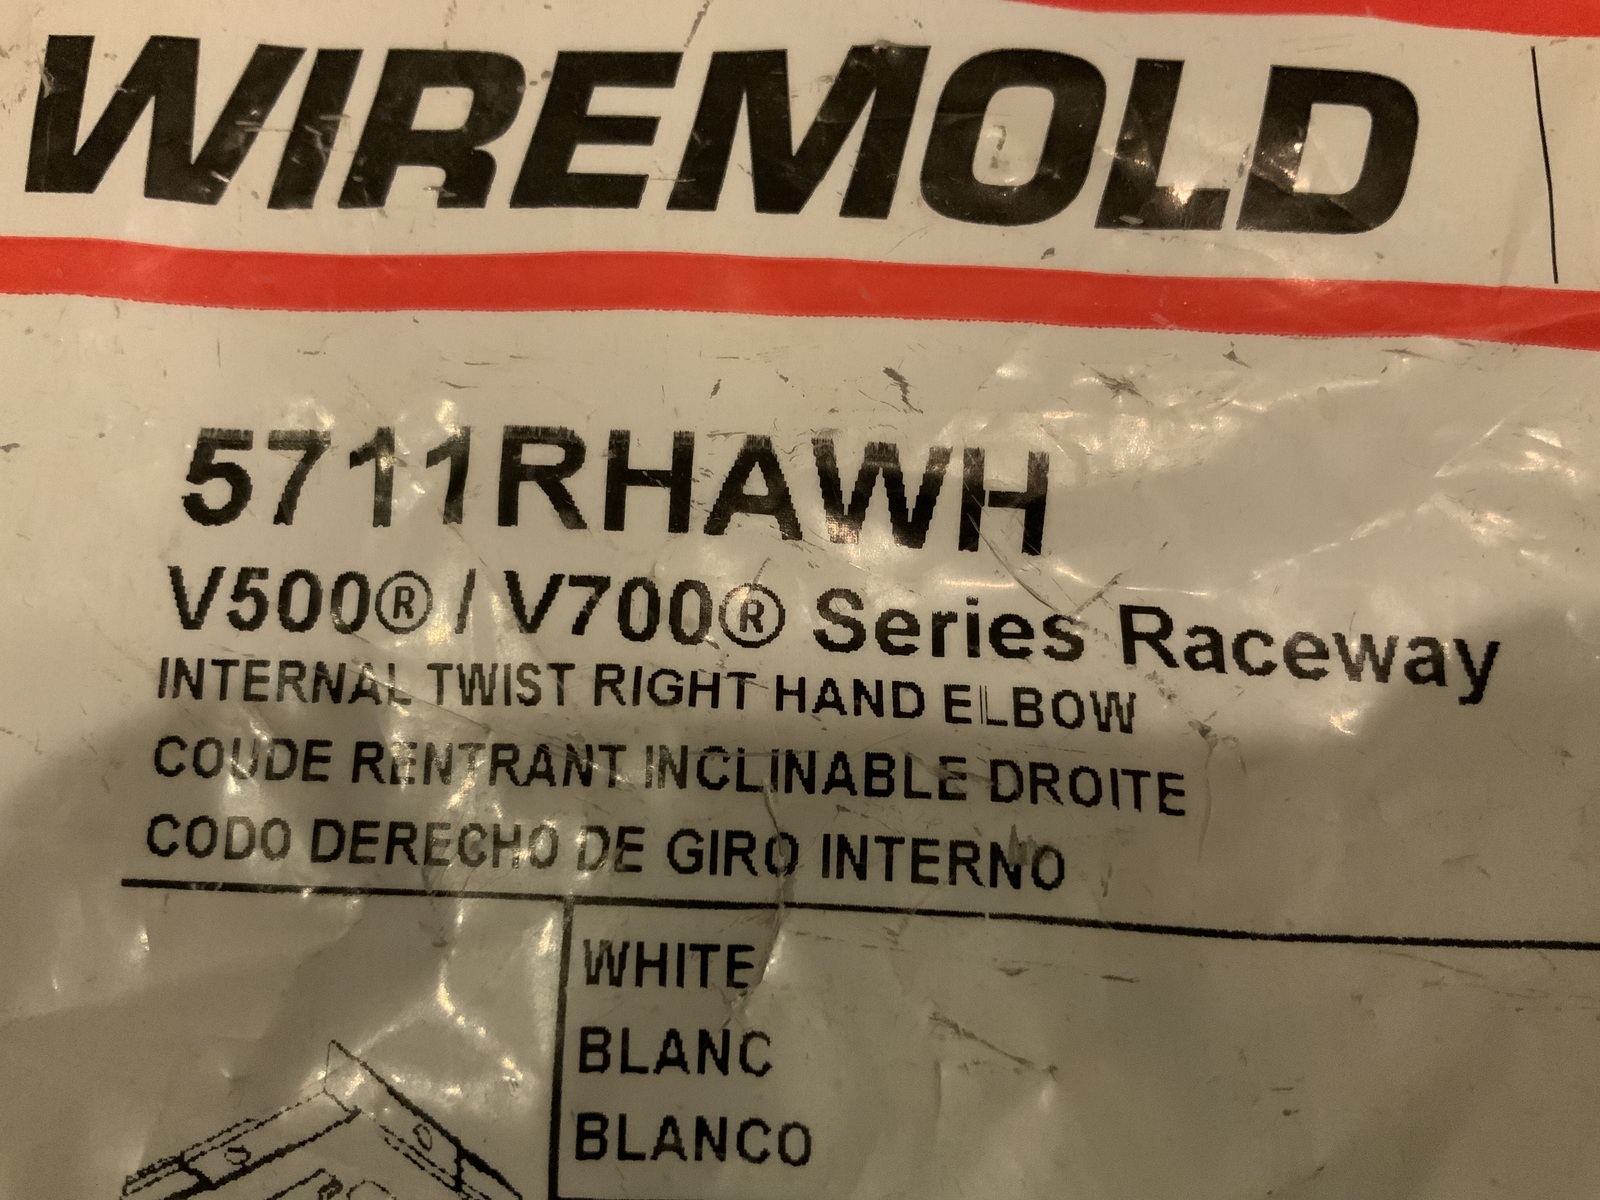 WIREMOLD
5711RHAWH
V500® / V700® Series Raceway
INTERNAL TWIST RIGHT HAND ELBOW
COUDE RENTRANT INCLINABLE DROITE
CODO DERECHO DE GIRO INTERNO
WHITE
BLANC
BLANCO